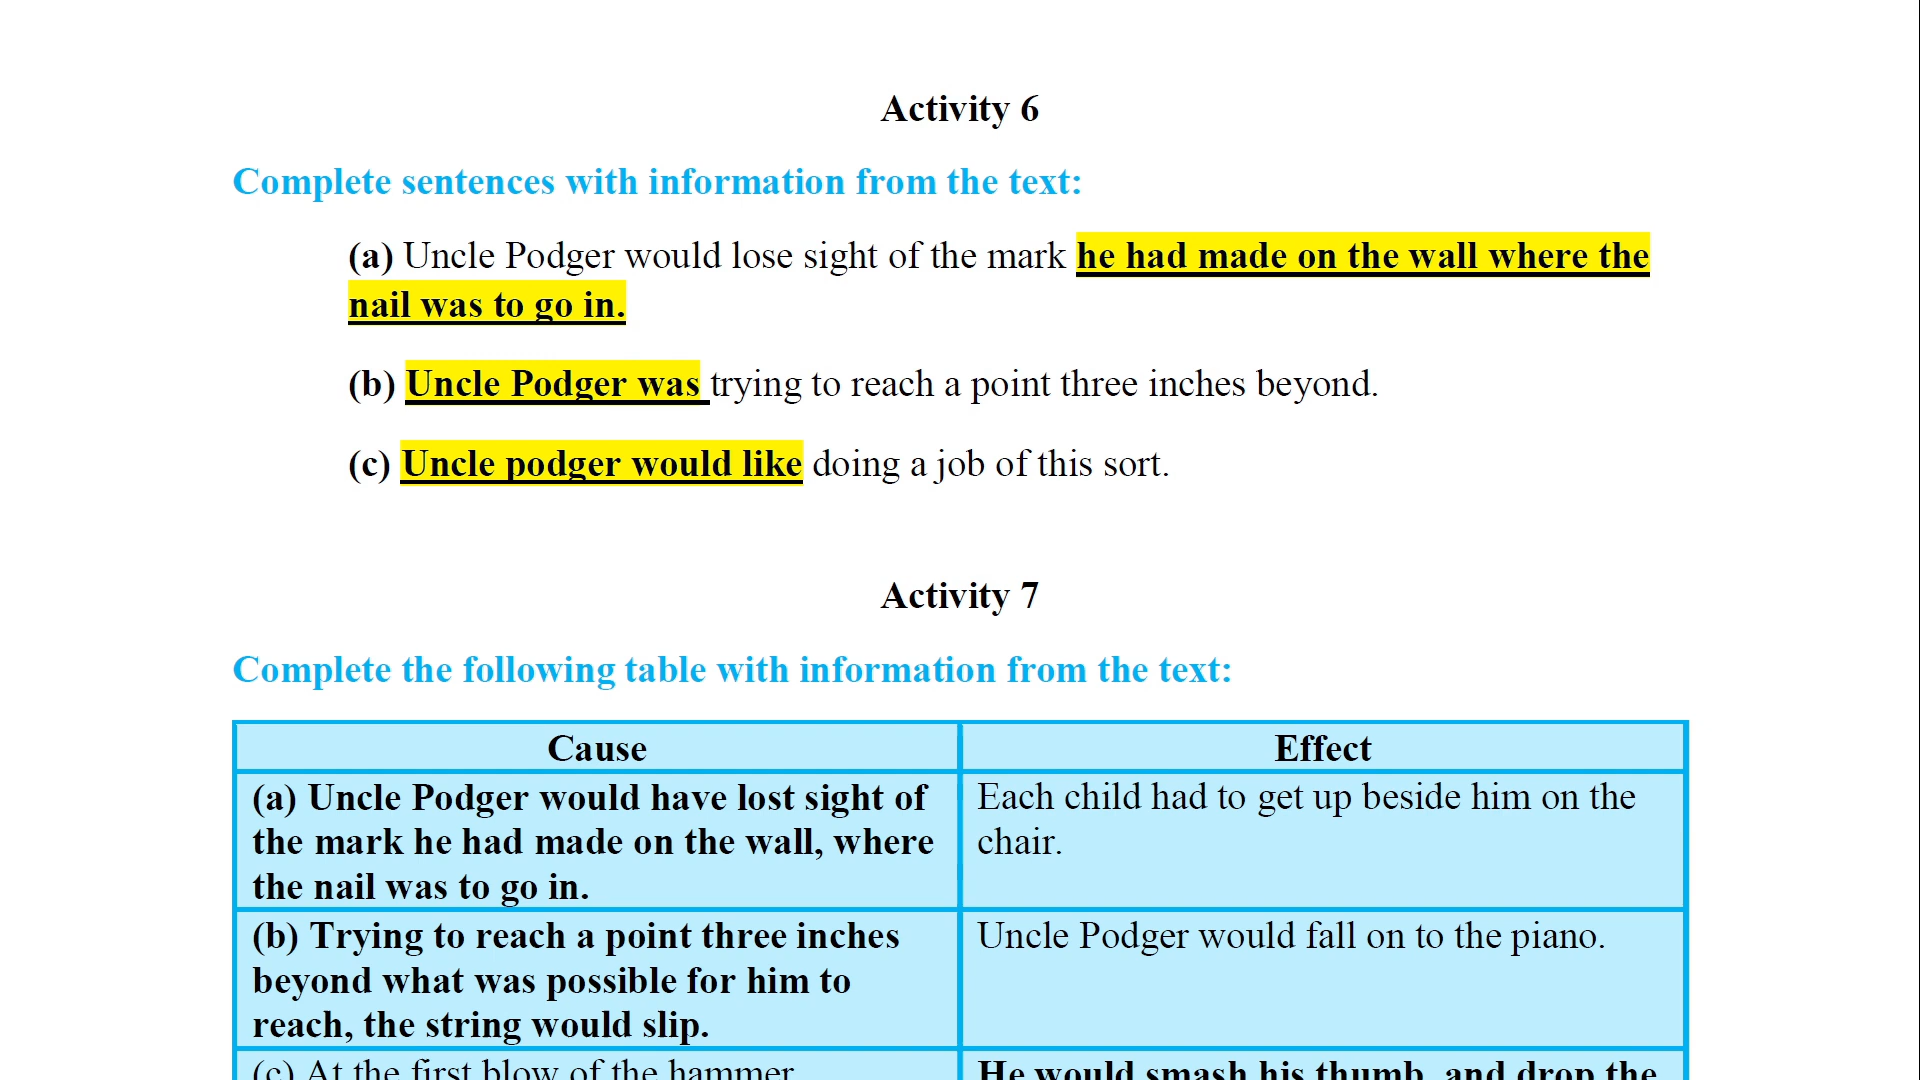 Activity 6
Complete sentences with information from the text:
(a) Uncle Podger would lose sight of the mark he had made on the wall where the
nail was to go in.
(b) Uncle Podger was trying to reach a point three inches beyond.
(c) Uncle podger would like doing a job of this sort.
Activity 7
Complete the following table with information from the text:
Cause
Effect
(a) Uncle Podger would have lost sight of
the mark he had made on the wall, where
the nail was to go in.
Each child had to get up beside him on the
chair.
(b) Trying to reach a point three inches
beyond what was possible for him to
reach, the string would slip.
Uncle Podger would fall on to the piano.
(c) At the first blow of the hammer
He would smash his thumb, and drop the